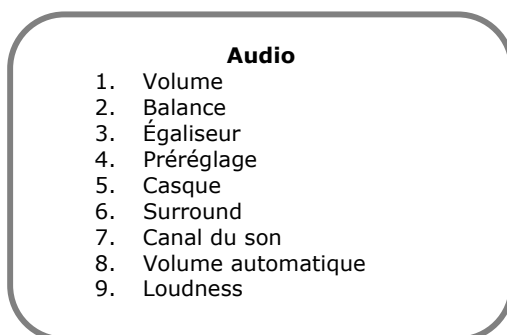 Audio
1. Volume
2. Balance
3. Égaliseur
4. Préréglage
5. Casque
6. Surround
7. Canal du son
8. Volume automatique
9. Loudness